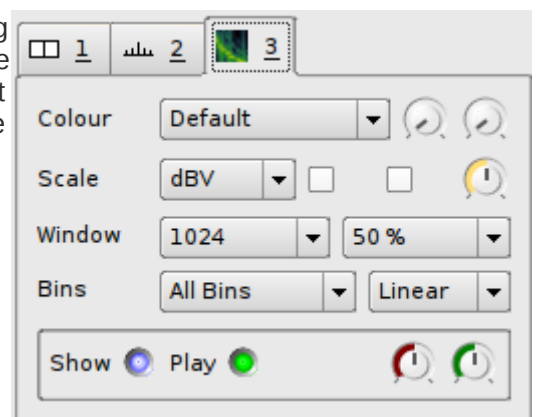 g
e
t
e
1 2 3
Colour Default
Scale dBV
Window 1024 50 %
Bins All Bins Linear
Show Play